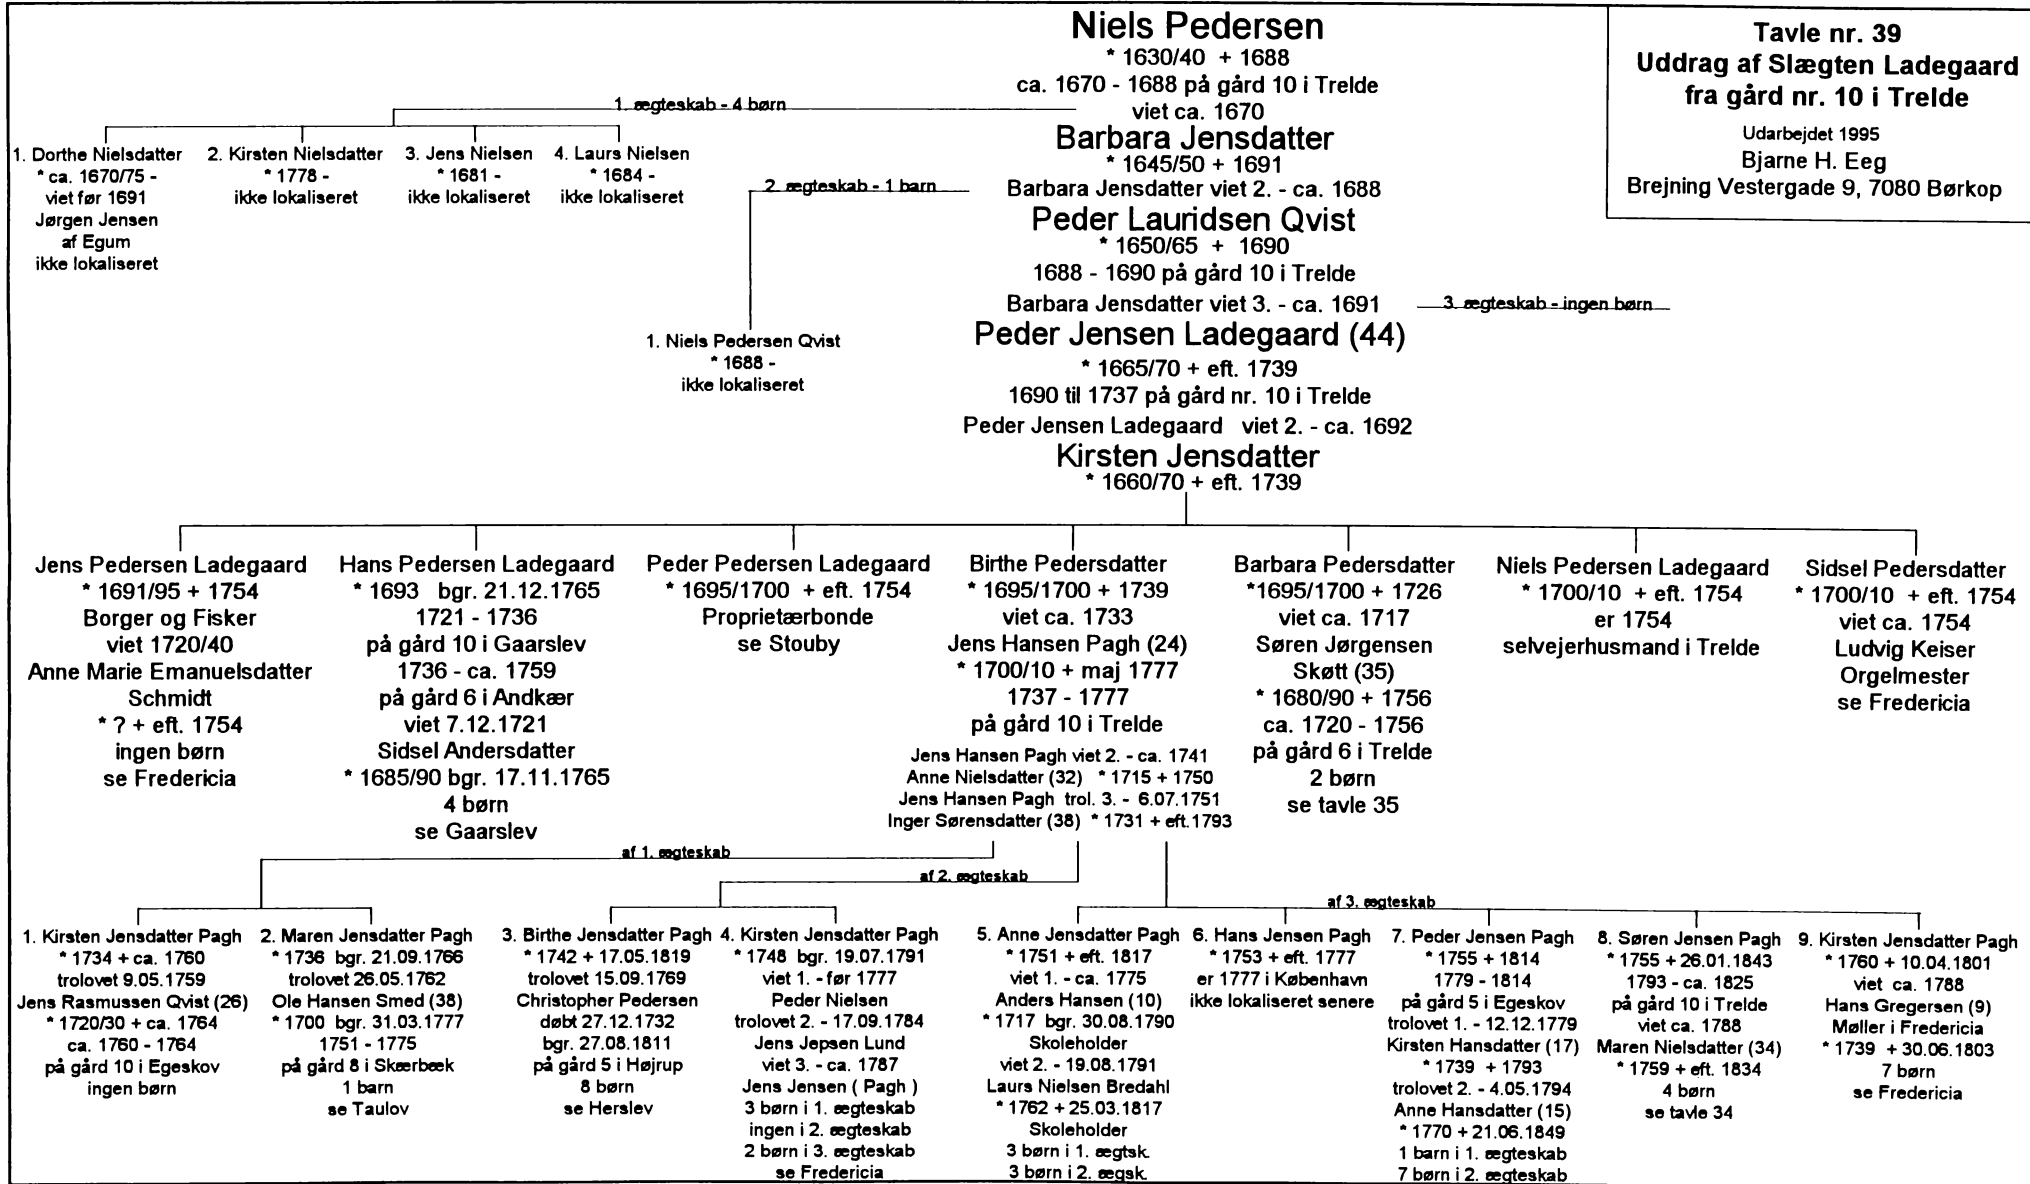 Niels Pedersen
* 1630/40 + 1688
ca. 1670 - 1688 på gård 10 i Trelde
viet ca. 1670
Barbara Jensdatter
* 1645/50 + 1691
Barbara Jensdatter viet 2. - ca. 1688
Peder Lauridsen Qvist
* 1650/65 + 1690
1688 - 1690 på gård 10 i Trelde
Barbara Jensdatter viet 3. - ca. 1691
Peder Jensen Ladegaard (44)
* 1665/70 + eft. 1739
1690 til 1737 på gård nr. 10 i Trelde
Peder Jensen Ladegaard viet 2. - ca. 1692
Kirsten Jensdatter
* 1660/70 + eft. 1739
Tavle nr. 39
Uddrag af Slægten Ladegaard
fra gård nr. 10 i Trelde
Udarbejdet 1995
Bjarne H. Eeg
Brejning Vestergade 9, 7080 Børkop
1. ægteskab - 4 børn
1. Dorthe Nielsdatter
* ca. 1670/75 -
viet før 1691
Jørgen Jensen
af Egum
ikke lokaliseret
2. Kirsten Nielsdatter
* 1778 -
ikke lokaliseret
3. Jens Nielsen
* 1681 -
ikke lokaliseret
4. Laurs Nielsen
* 1684 -
ikke lokaliseret
2. ægteskab - 1 barn
1. Niels Pedersen Qvist
* 1688 -
ikke lokaliseret
3. ægteskab - ingen børn
Jens Pedersen Ladegaard
* 1691/95 + 1754
Borger og Fisker
viet 1720/40
Anne Marie Emanuelsdatter
Schmidt
* ? + eft. 1754
ingen børn
se Fredericia
Hans Pedersen Ladegaard
* 1693 bgr. 21.12.1765
1721 - 1736
på gård 10 i Gaarslev
1736 - ca. 1759
på gård 6 i Andkær
viet 7.12.1721
Sidsel Andersdatter
* 1685/90 bgr. 17.11.1765
4 børn
se Gaarslev
Peder Pedersen Ladegaard
* 1695/1700 + eft. 1754
Proprietærbonde
se Stouby
Birthe Pedersdatter
* 1695/1700 + 1739
viet ca. 1733
Jens Hansen Pagh (24)
* 1700/10 + maj 1777
1737 - 1777
på gård 10 i Trelde
Jens Hansen Pagh viet 2. - ca. 1741
Anne Nielsdatter (32) * 1715 + 1750
Jens Hansen Pagh trol. 3. - 6.07.1751
Inger Sørensdatter (38) * 1731 + eft.1793
Barbara Pedersdatter
*1695/1700 + 1726
viet ca. 1717
Søren Jørgensen
Skøtt (35)
* 1680/90 + 1756
ca. 1720 - 1756
på gård 6 i Trelde
2 børn
se tavle 35
Niels Pedersen Ladegaard
* 1700/10 + eft. 1754
er 1754
selvejerhusmand i Trelde
Sidsel Pedersdatter
* 1700/10 + eft. 1754
viet ca. 1754
Ludvig Keiser
Orgelmester
se Fredericia
af 1. ægteskab
af 2. ægteskab
af 3. ægteskab
1. Kirsten Jensdatter Pagh
* 1734 + ca. 1760
trolovet 9.05.1759
Jens Rasmussen Qvist (26)
* 1720/30 + ca. 1764
ca. 1760 - 1764
på gård 10 i Egeskov
ingen børn
2. Maren Jensdatter Pagh
* 1736 bgr. 21.09.1766
trolovet 26.05.1762
Ole Hansen Smed (38)
* 1700 bgr. 31.03.1777
1751 - 1775
på gård 8 i Skærbæk
1 barn
se Taulov
3. Birthe Jensdatter Pagh
* 1742 + 17.05.1819
trolovet 15.09.1769
Christopher Pedersen
døbt 27.12.1732
bgr. 27.08.1811
på gård 5 i Højrup
8 børn
se Herslev
4. Kirsten Jensdatter Pagh
* 1748 bgr. 19.07.1791
viet 1. - før 1777
Peder Nielsen
trolovet 2. - 17.09.1784
Jens Jepsen Lund
viet 3. - ca. 1787
Jens Jensen ( Pagh )
3 børn i 1. ægteskab
ingen i 2. ægteskab
2 børn i 3. ægteskab
se Fredericia
5. Anne Jensdatter Pagh
* 1751 + eft. 1817
viet 1. - ca. 1775
Anders Hansen (10)
* 1717 bgr. 30.08.1790
Skoleholder
viet 2. - 19.08.1791
Laurs Nielsen Bredahl
* 1762 + 25.03.1817
Skoleholder
3 børn i 1. ægtsk.
3 børn i 2. ægsk.
6. Hans Jensen Pagh
* 1753 + eft. 1777
er 1777 i København
ikke lokaliseret senere
7. Peder Jensen Pagh
* 1755 + 1814
1779 - 1814
på gård 5 i Egeskov
trolovet 1. - 12.12.1779
Kirsten Hansdatter (17)
* 1739 + 1793
trolovet 2. - 4.05.1794
Anne Hansdatter (15)
* 1770 + 21.06.1849
1 barn i 1. ægteskab
7 børn i 2. ægteskab
8. Søren Jensen Pagh
* 1755 + 26.01.1843
1793 - ca. 1825
på gård 10 i Trelde
viet ca. 1788
Maren Nielsdatter (34)
* 1759 + eft. 1834
4 børn
se tavle 34
9. Kirsten Jensdatter Pagh
* 1760 + 10.04.1801
viet ca. 1788
Hans Gregersen (9)
Møller i Fredericia
* 1739 + 30.06.1803
7 børn
se Fredericia